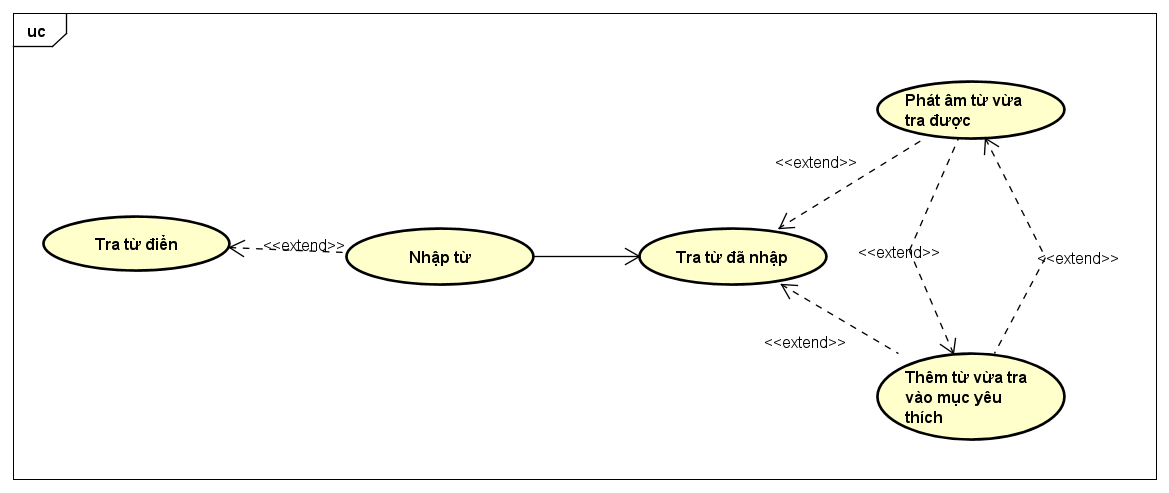 uc
Phát âm từ vừa
tra được
<<extend>>
Tra từ điển
<<extend>>
Nhập từ
Tra từ đã nhập
<<extend>>
<<extend>>
<<extend>>
Thêm từ vừa tra
vào mục yêu
thích